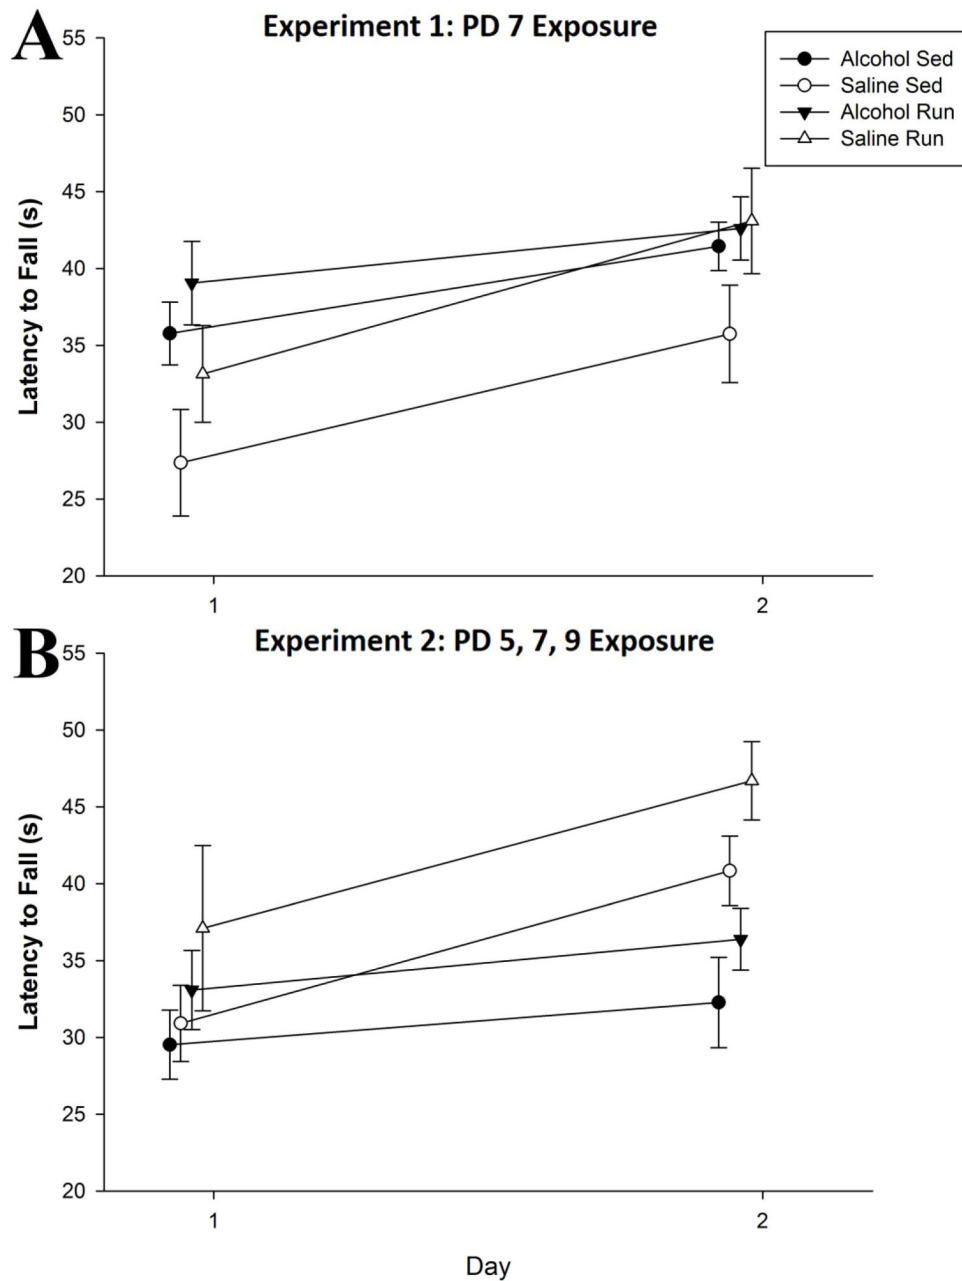 A
Experiment 1: PD 7 Exposure
Alcohol Sed
Saline Sed
Alcohol Run
Saline Run
Latency to Fall (s)
55
50
45
40
35
30
25
20
1
2
B
Experiment 2: PD 5, 7, 9 Exposure
Latency to Fall (s)
55
50
45
40
35
30
25
20
1
2
Day